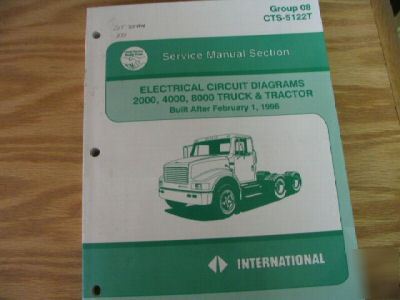 Group 08
CTS-5122T
Service Manual Section
ELECTRICAL CIRCUIT DIAGRAMS
2000, 4000, 8000 TRUCK & TRACTOR
Built After February 1, 1996
INTERNATIONAL